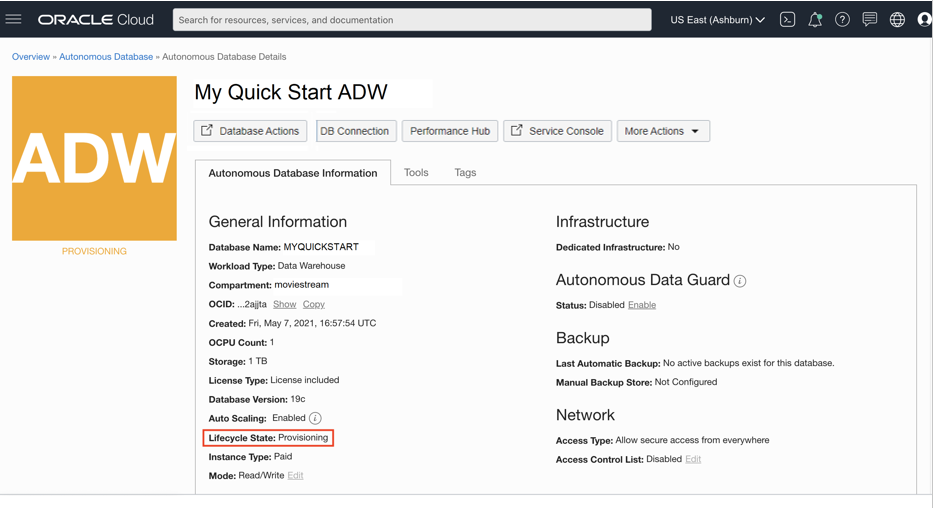 ORACLE Cloud
Search for resources, services, and documentation
US East (Ashburn)
Overview » Autonomous Database » Autonomous Database Details
ADW
PROVISIONING
My Quick Start ADW
Database Actions
DB Connection
Performance Hub
Service Console
More Actions
Autonomous Database Information
Tools
Tags
General Information
Database Name: MYQUICKSTART
Workload Type: Data Warehouse
Compartment: moviestream
OCID: ...2ajjta Show Copy
Created: Fri, May 7, 2021, 16:57:54 UTC
OCPU Count: 1
Storage: 1 TB
License Type: License included
Database Version: 19c
Auto Scaling: Enabled i
Lifecycle State: Provisioning
Instance Type: Paid
Mode: Read/Write Edit
Infrastructure
Dedicated Infrastructure: No
Autonomous Data Guard i
Status: Disabled Enable
Backup
Last Automatic Backup: No active backups exist for this database.
Manual Backup Store: Not Configured
Network
Access Type: Allow secure access from everywhere
Access Control List: Disabled Edit